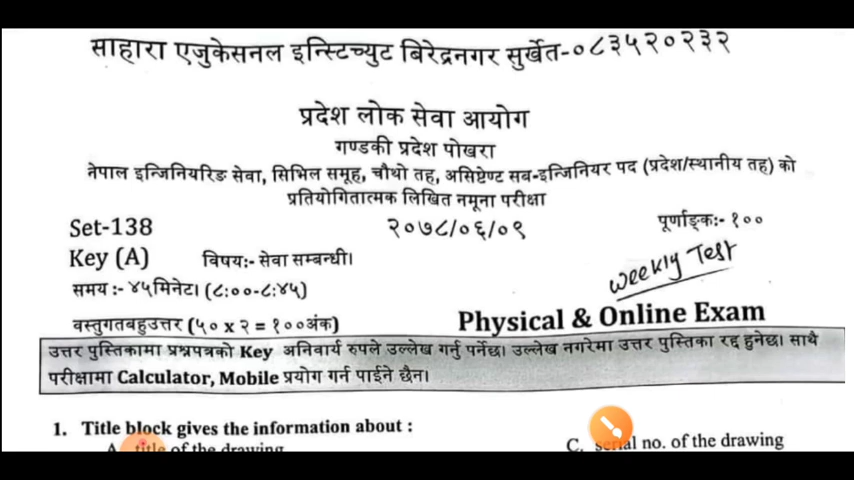 साहारा एजुकेसनल इन्स्टिच्युट बिरेद्रनगर सुर्खेत-०८३५२०२३२
प्रदेश लोक सेवा आयोग
गण्डकी प्रदेश पोखरा
नेपाल इन्जिनियरिङ सेवा, सिभिल समूह, चौथो तह, असिष्टेण्ट सब-इन्जिनियर पद (प्रदेश/स्थानीय तह) को
प्रतियोगितात्मक लिखित नमूना परीक्षा
Set-138 २०७८/०६/०९ पूर्णाङ्कः- १००
Key (A) विषयः- सेवा सम्बन्धी। weekly Test
समय :- ४५मिनेट। (८:००-८:४५)
वस्तुगतबहुउत्तर (५० x २ = १००अंक) Physical & Online Exam
उत्तर पुस्तिकामा प्रश्नपत्रको Key अनिवार्य रुपले उल्लेख गर्नु पर्नेछ। उल्लेख नगरेमा उत्तर पुस्तिका रद्द हुनेछ। साथै
परीक्षामा Calculator, Mobile प्रयोग गर्न पाईने छैन।
1. Title block gives the information about :
A. title of the drawing C. serial no. of the drawing